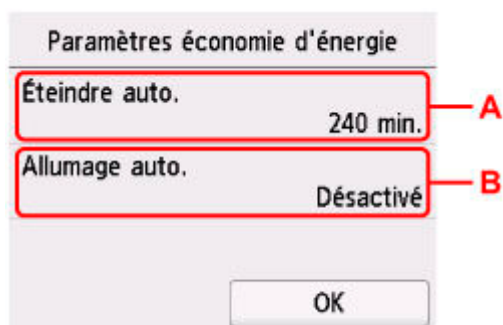 Paramètres économie d'énergie
Éteindre auto.
240 min.
A
Allumage auto.
Désactivé
B
OK